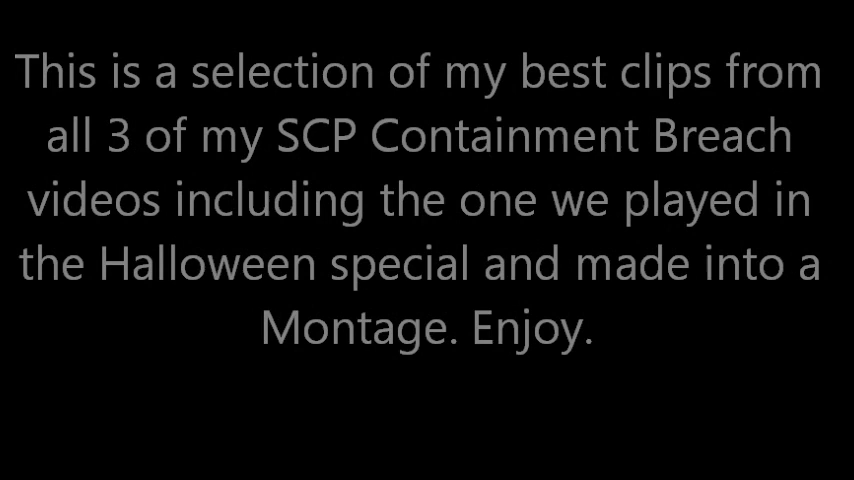 This is a selection of my best clips from
all 3 of my SCP Containment Breach
videos including the one we played in
the Halloween special and made into a
Montage. Enjoy.